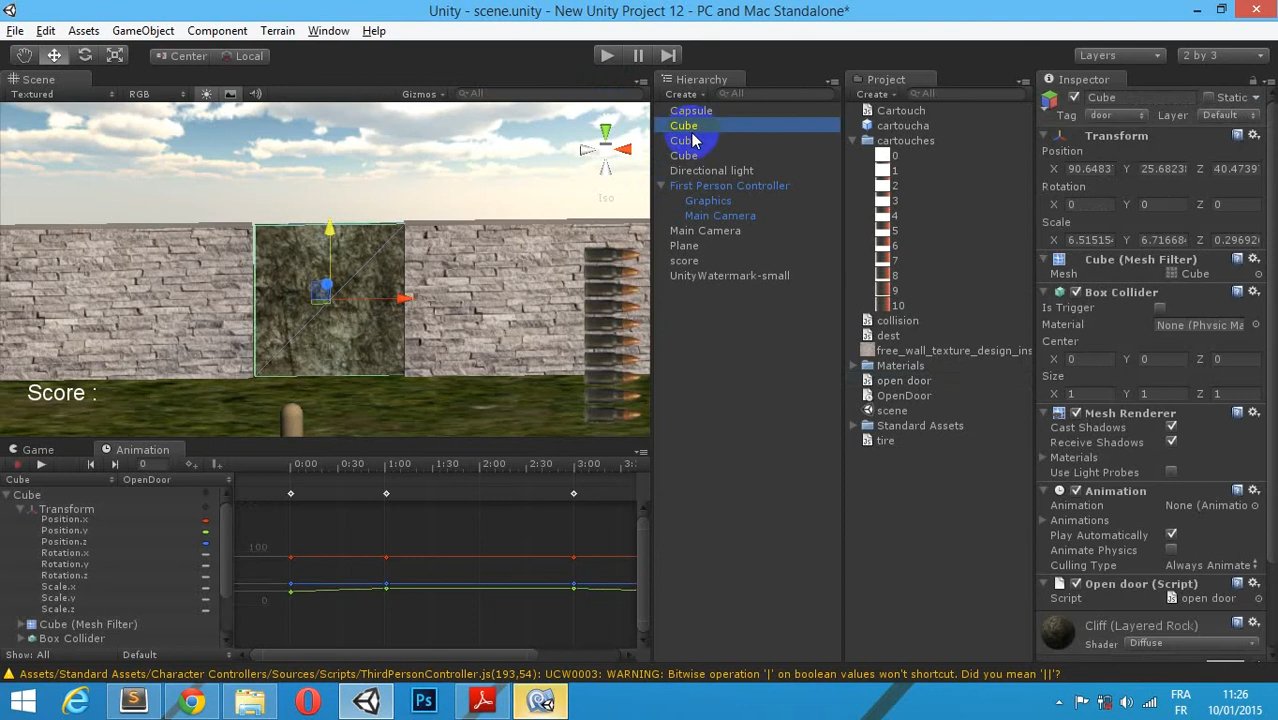 Unity - scene.unity - New Unity Project 12 - PC and Mac Standalone*
File Edit Assets GameObject Component Terrain Window Help
Center Local Layers 2 by 3
Scene
Textured RGB Gizmos All
Iso
Score :
Game Animation
0 0:00 0:30 1:00 1:30 2:00 2:30 3:00 3:
Cube OpenDoor
Cube
Transform
Position.x
Position.y
Position.z
Rotation.x
Rotation.y
Rotation.z
Scale.x
Scale.y
Scale.z
Cube (Mesh Filter)
Box Collider
Show: All Default
100
0
Hierarchy
Create All
Capsule
Cube
Cube
Directional light
First Person Controller
Graphics
Main Camera
Main Camera
Plane
score
UnityWatermark-small
Project
Create All
Cartouch
cartoucha
cartouches
0
1
2
3
4
5
6
7
8
9
10
collision
dest
free_wall_texture_design_ins
Materials
open door
OpenDoor
scene
Standard Assets
tire
Inspector
Cube Static
Tag door Layer Default
Transform
Position
X 90.6483 Y 25.6823 Z 40.4739
Rotation
X 0 Y 0 Z 0
Scale
X 6.51515 Y 6.71668 Z 0.29692
Cube (Mesh Filter)
Mesh Cube
Box Collider
Is Trigger
Material None (Physic Ma
Center
X 0 Y 0 Z 0
Size
X 1 Y 1 Z 1
Mesh Renderer
Cast Shadows
Receive Shadows
Materials
Use Light Probes
Animation
Animation None (Animatio
Animations
Play Automatically
Animate Physics
Culling Type Always Animate
Open door (Script)
Script open door
Cliff (Layered Rock)
Shader Diffuse
Assets/Standard Assets/Character Controllers/Sources/Scripts/ThirdPersonController.js(193,54): UCW0003: WARNING: Bitwise operation '|' on boolean values won't shortcut. Did you mean '||'?
Ps
FRA 11:26
FR 10/01/2015